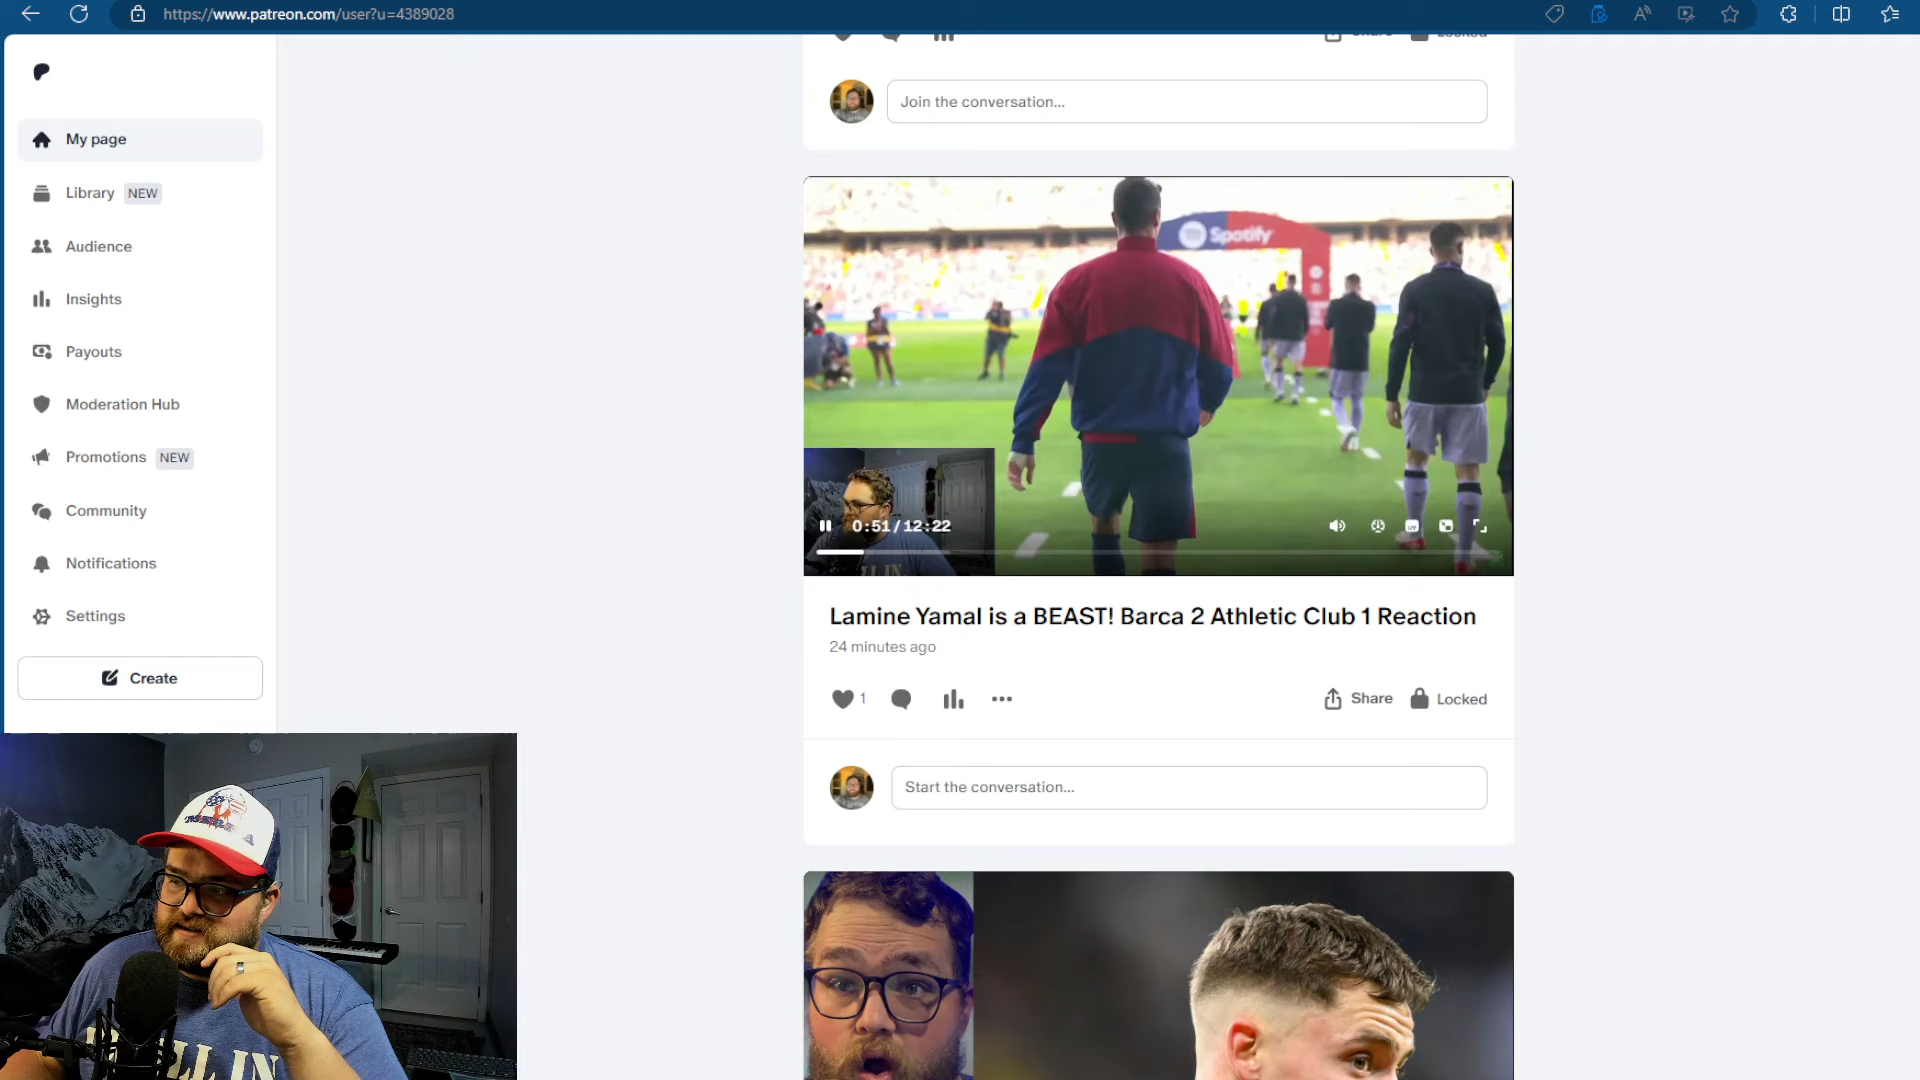 https://www.patreon.com/user?u=4389028
My page
Library NEW
Audience
Insights
Payouts
Moderation Hub
Promotions NEW
Community
Notifications
Settings
Create
Share Locked
Join the conversation...
Spotify
0:51/12:22
Lamine Yamal is a BEAST! Barca 2 Athletic Club 1 Reaction
24 minutes ago
1
Share
Locked
Start the conversation...